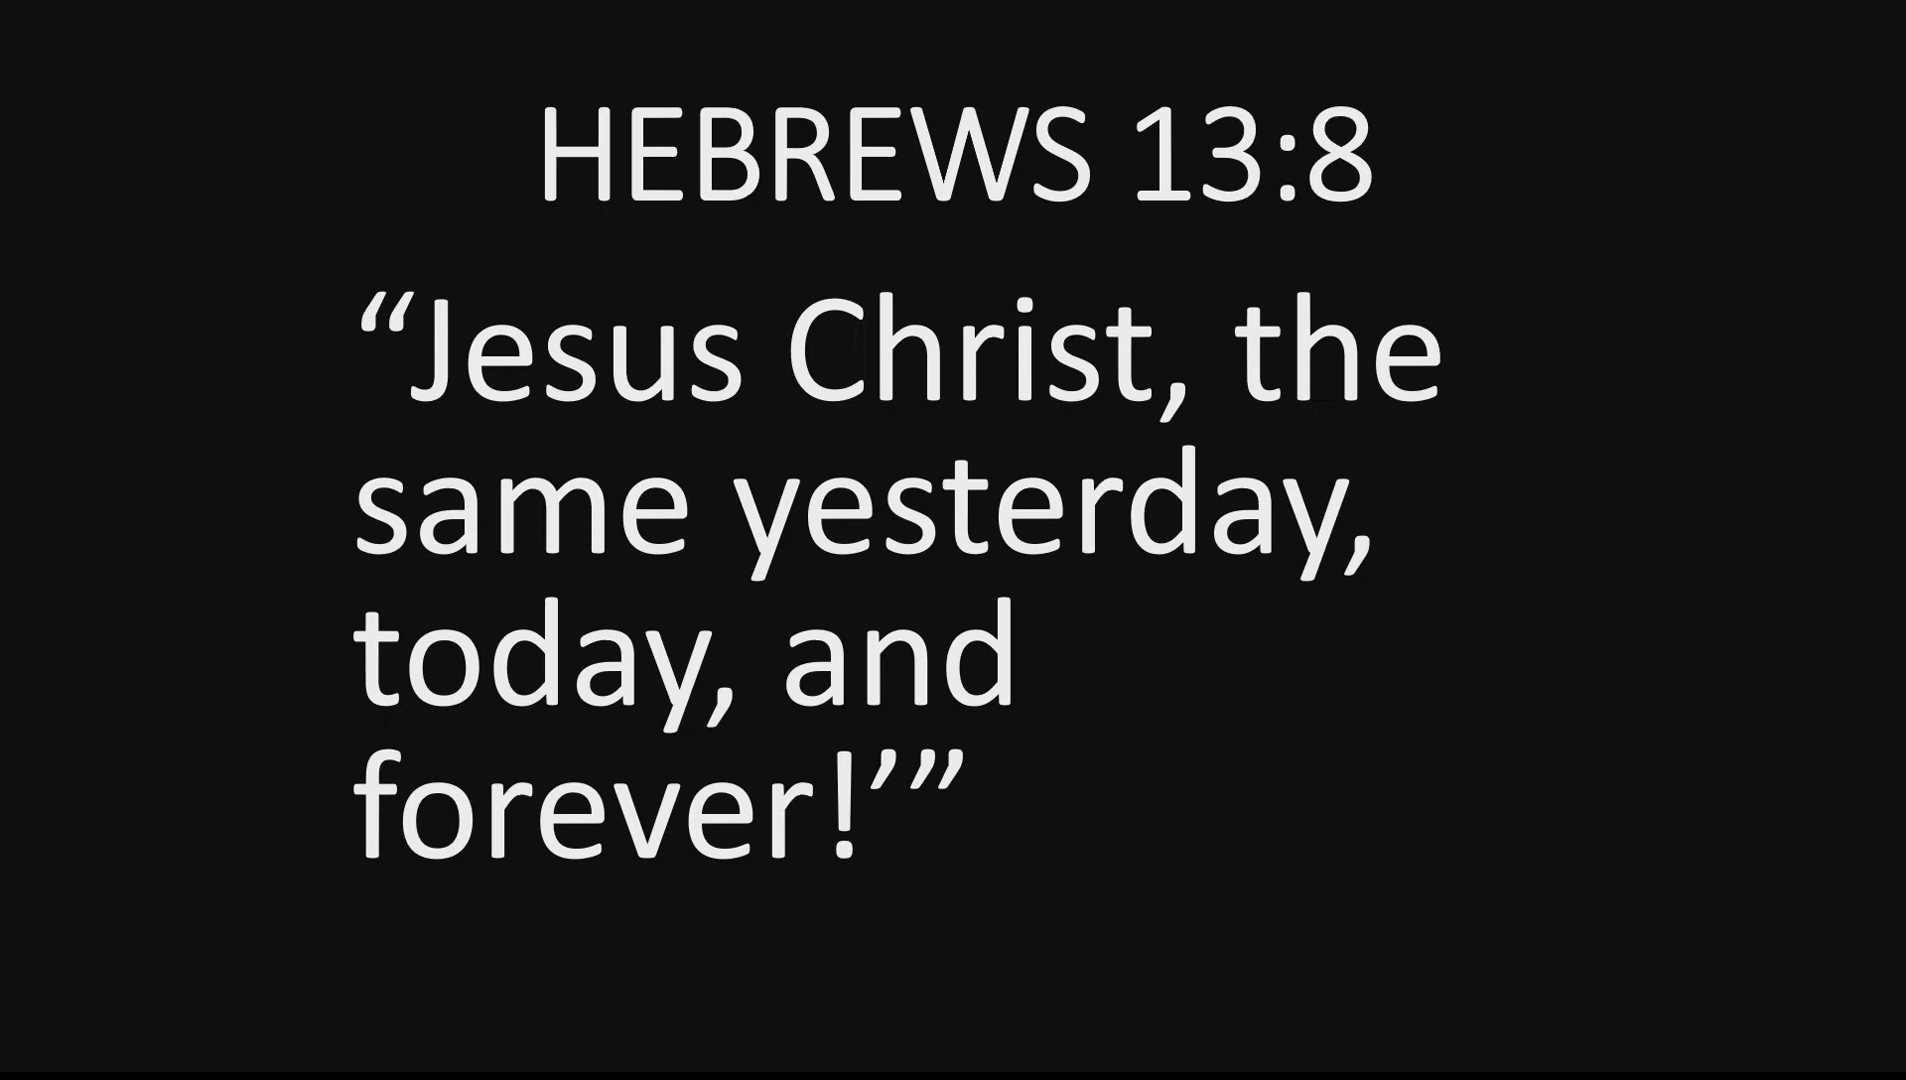 HEBREWS 13:8
“Jesus Christ, the
same yesterday,
today, and
forever!’”